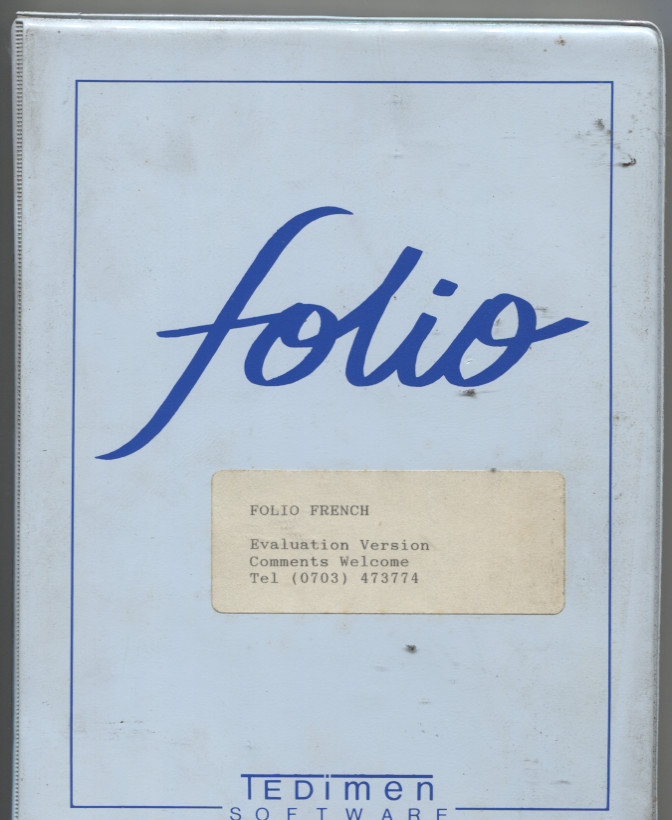 folio
FOLIO FRENCH
Evaluation Version
Comments Welcome
Tel (0703) 473774
TEDimen
SOFTWARE